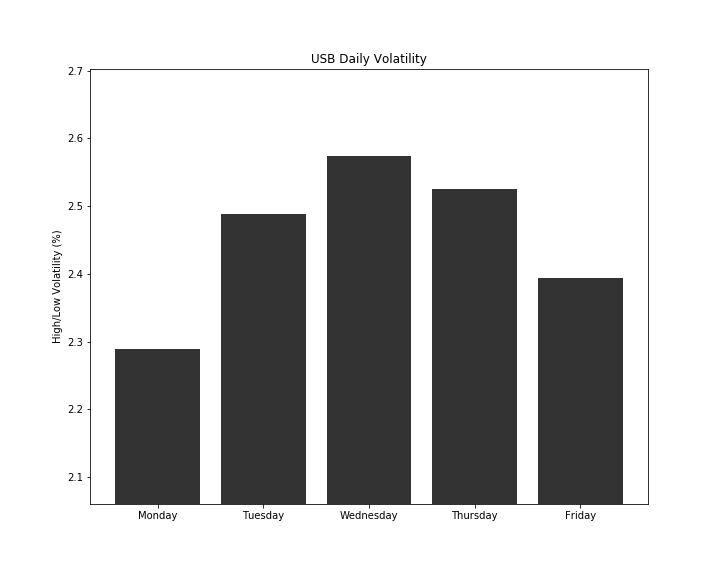 USB Daily Volatility
High/Low Volatility (%)
2.7
2.6
2.5
2.4
2.3
2.2
2.1
Monday
Tuesday
Wednesday
Thursday
Friday